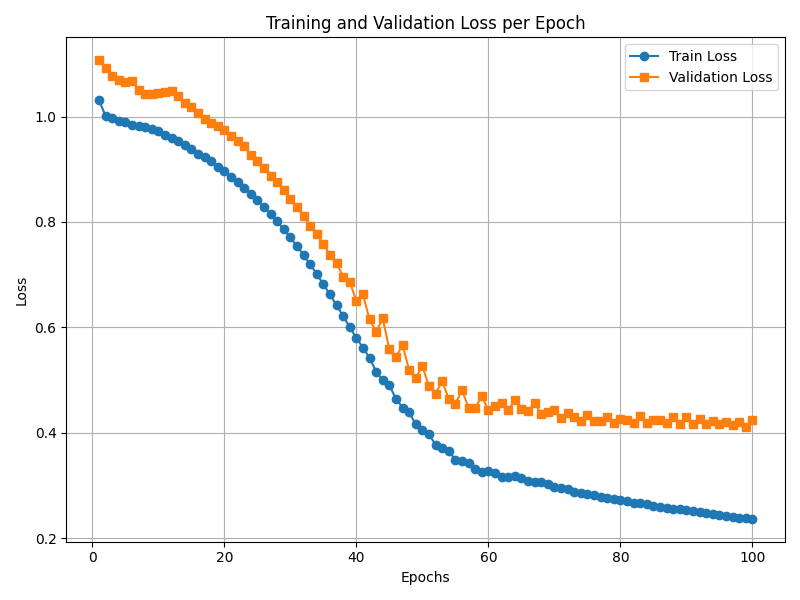 Training and Validation Loss per Epoch
Train Loss
Validation Loss
1.0
0.8
0.6
0.4
0.2
Loss
0 20 40 60 80 100
Epochs